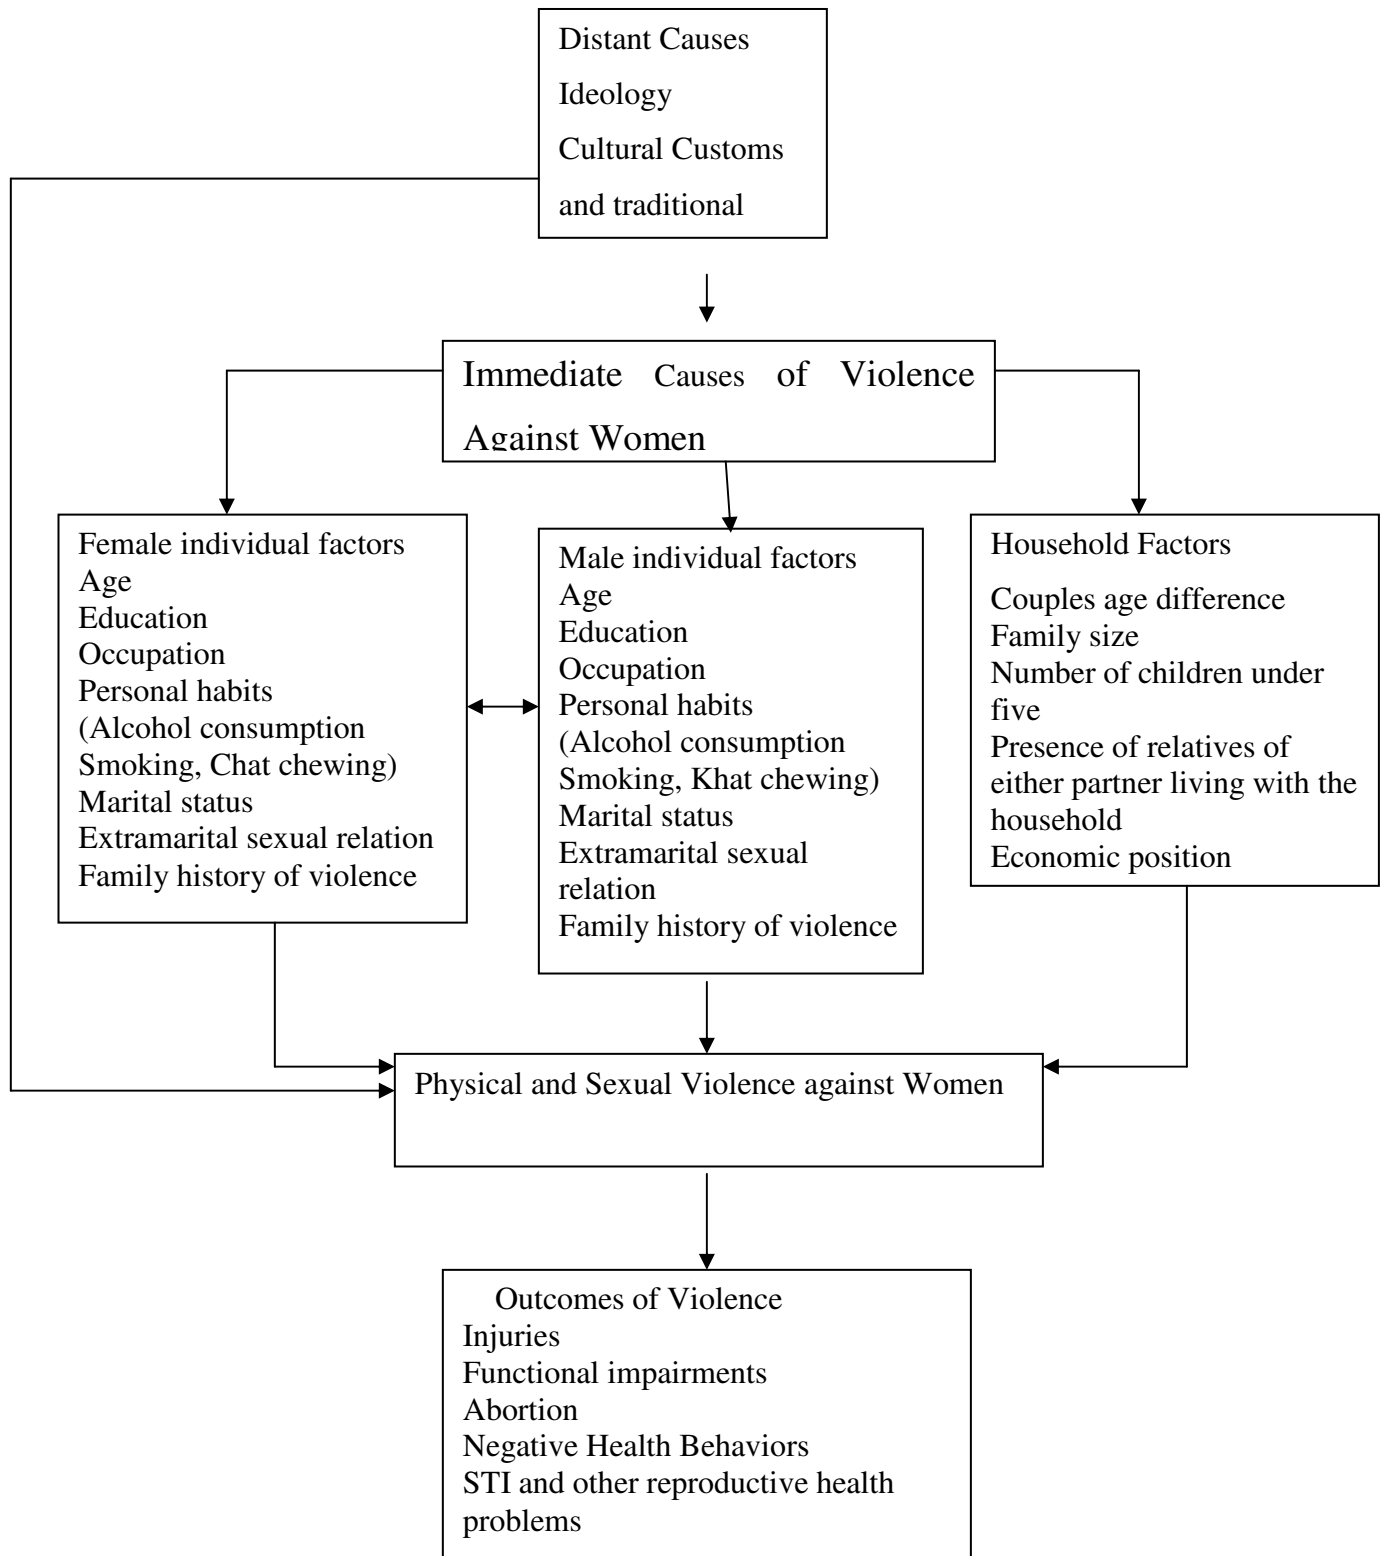 Distant Causes
Ideology
Cultural Customs
and traditional
Immediate Causes of Violence
Against Women
Female individual factors
Age
Education
Occupation
Personal habits
(Alcohol consumption
Smoking, Chat chewing)
Marital status
Extramarital sexual relation
Family history of violence
Male individual factors
Age
Education
Occupation
Personal habits
(Alcohol consumption
Smoking, Khat chewing)
Marital status
Extramarital sexual
relation
Family history of violence
Household Factors
Couples age difference
Family size
Number of children under
five
Presence of relatives of
either partner living with the
household
Economic position
Physical and Sexual Violence against Women
Outcomes of Violence
Injuries
Functional impairments
Abortion
Negative Health Behaviors
STI and other reproductive health
problems